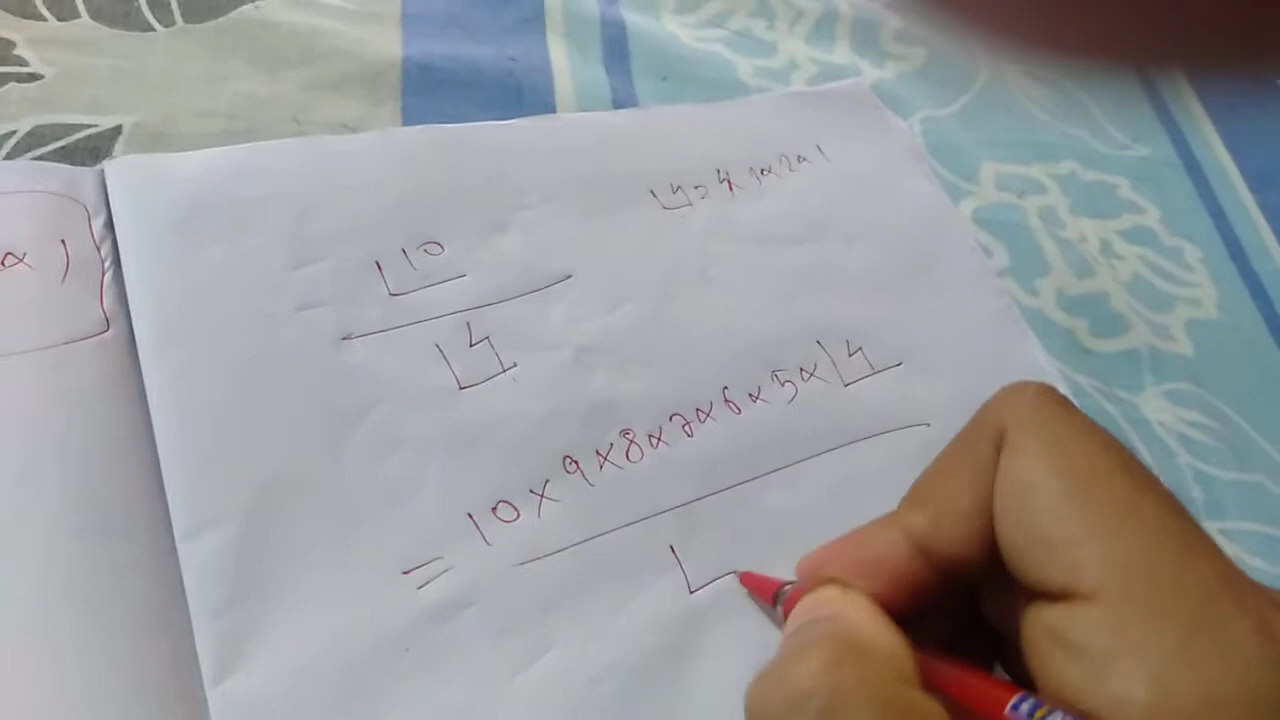 ∝ )
∟4 = 4 × 3 × 2 × 1
∟10
∟4
= 10 × 9 × 8 × 7 × 6 × 5 × ∟4
∟